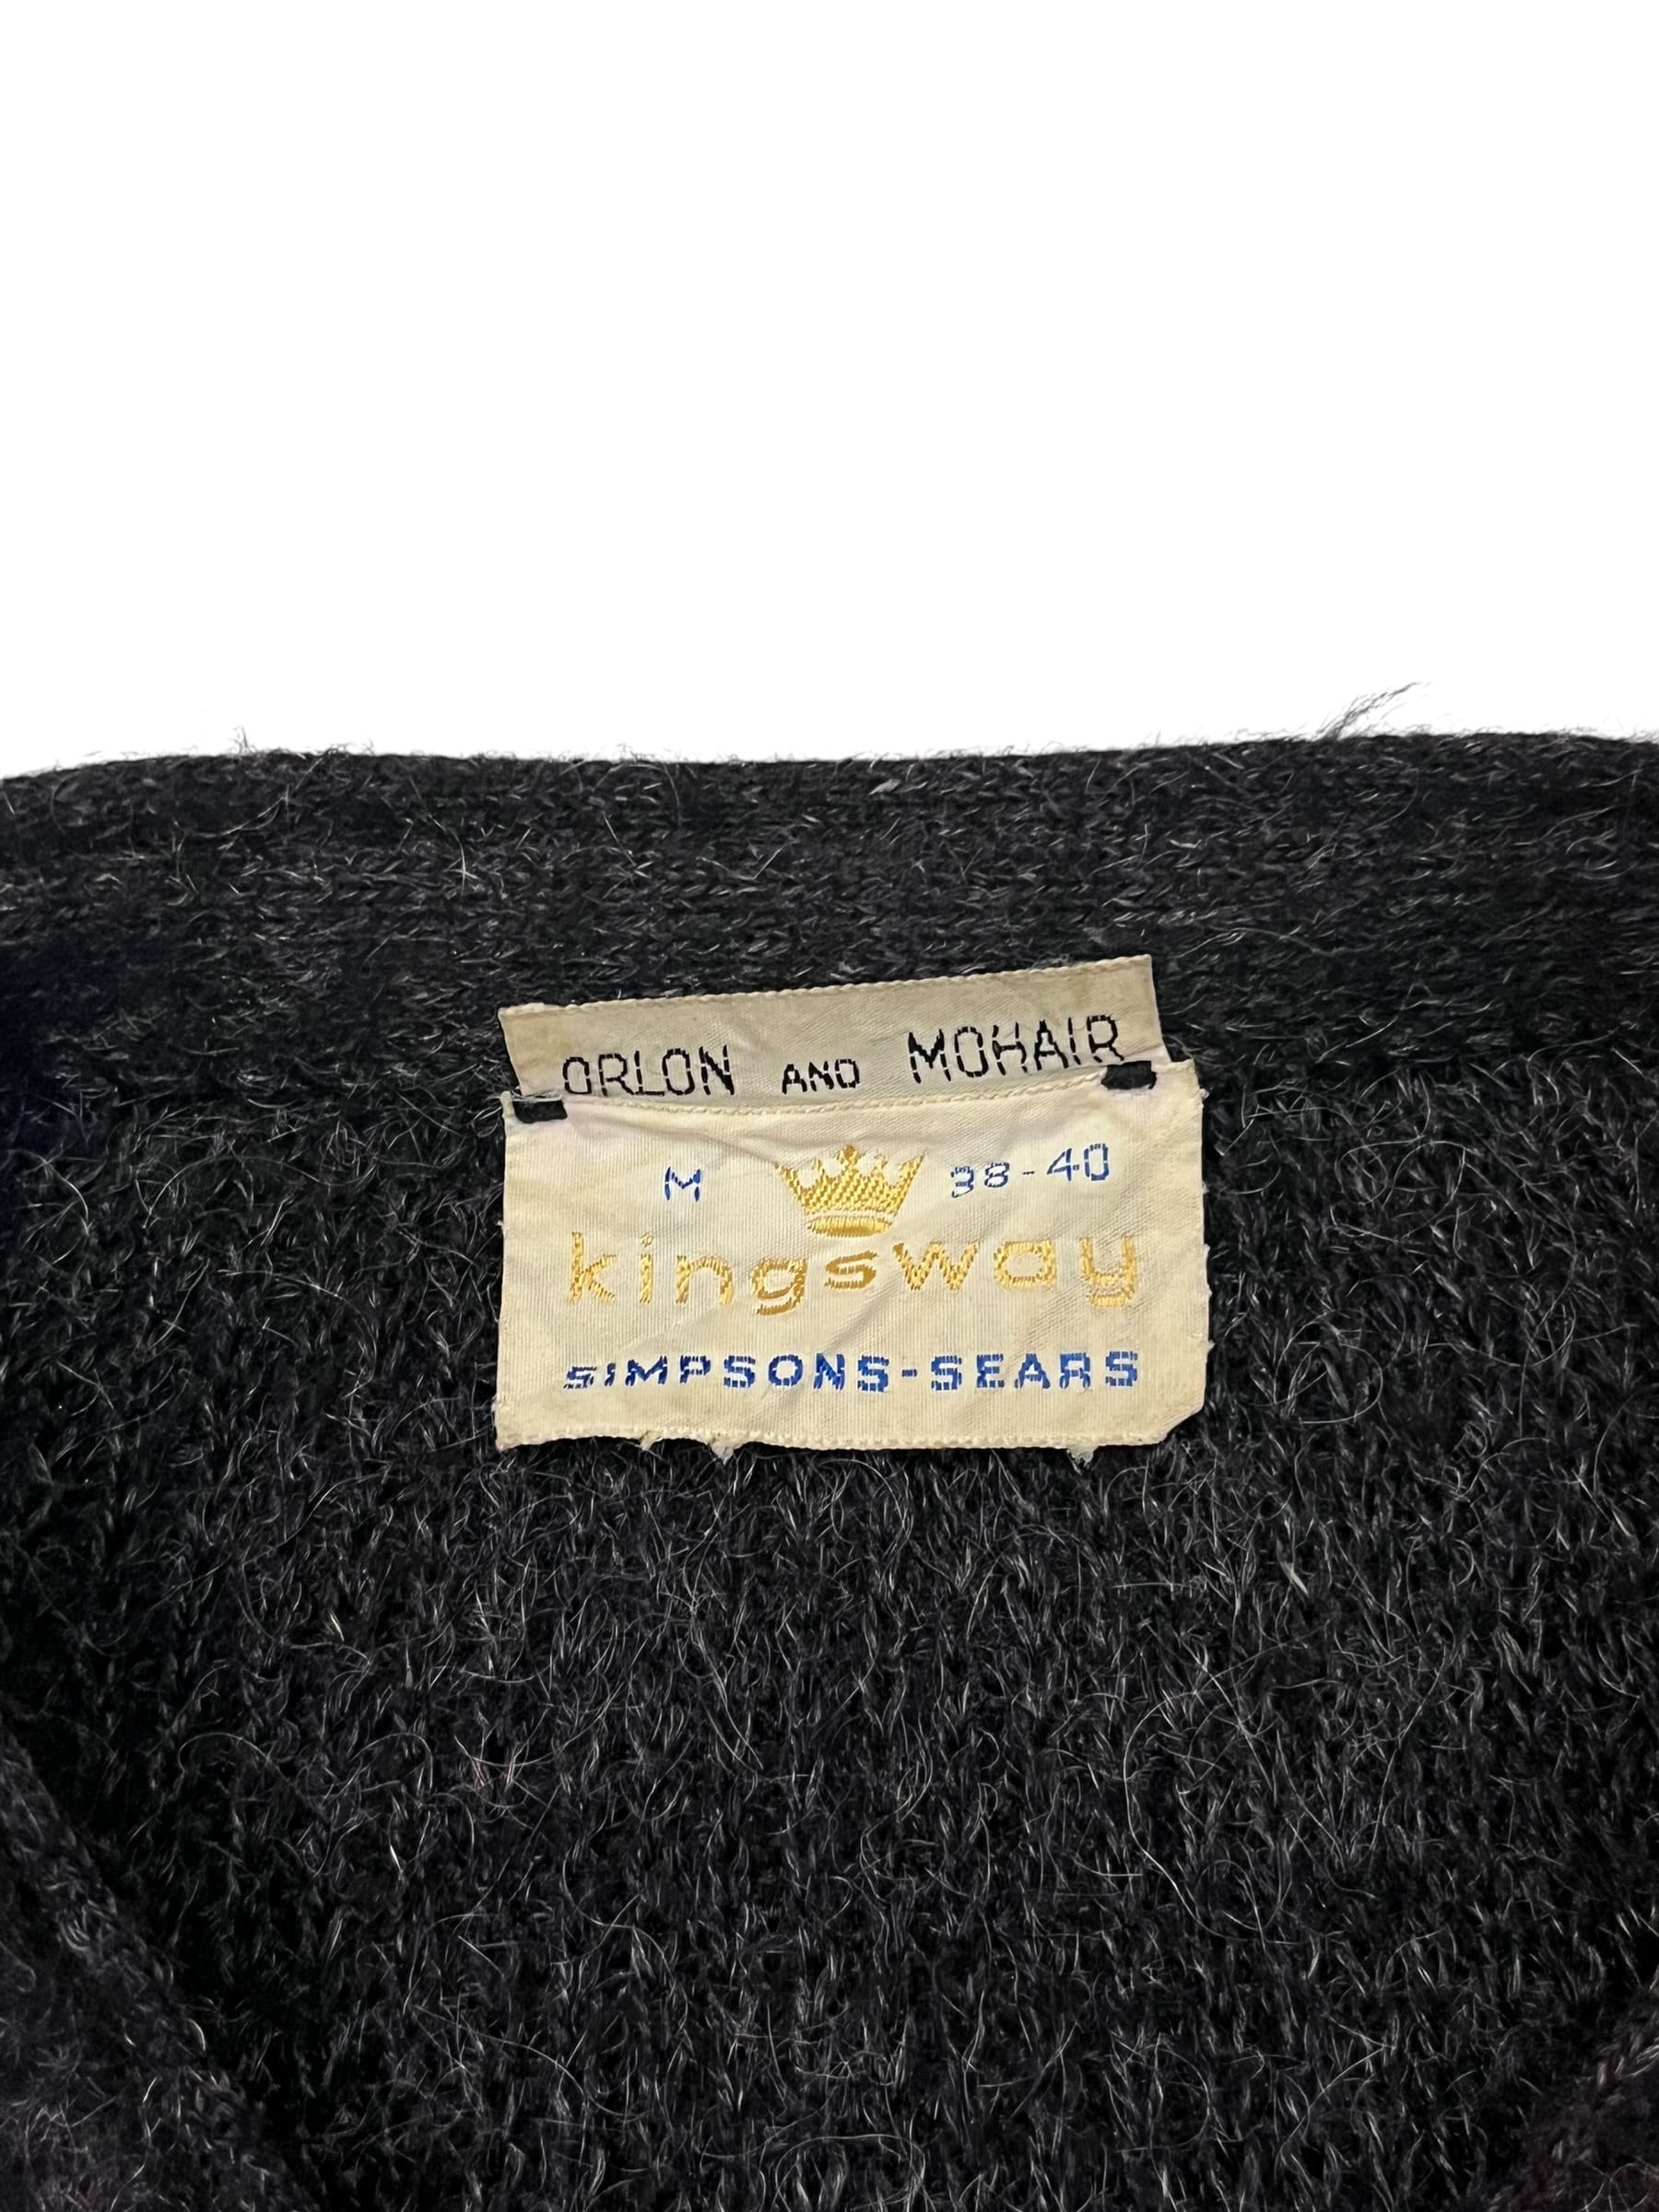 ORLON AND MOHAIR
M 38-40
kingsway
SIMPSONS-SEARS